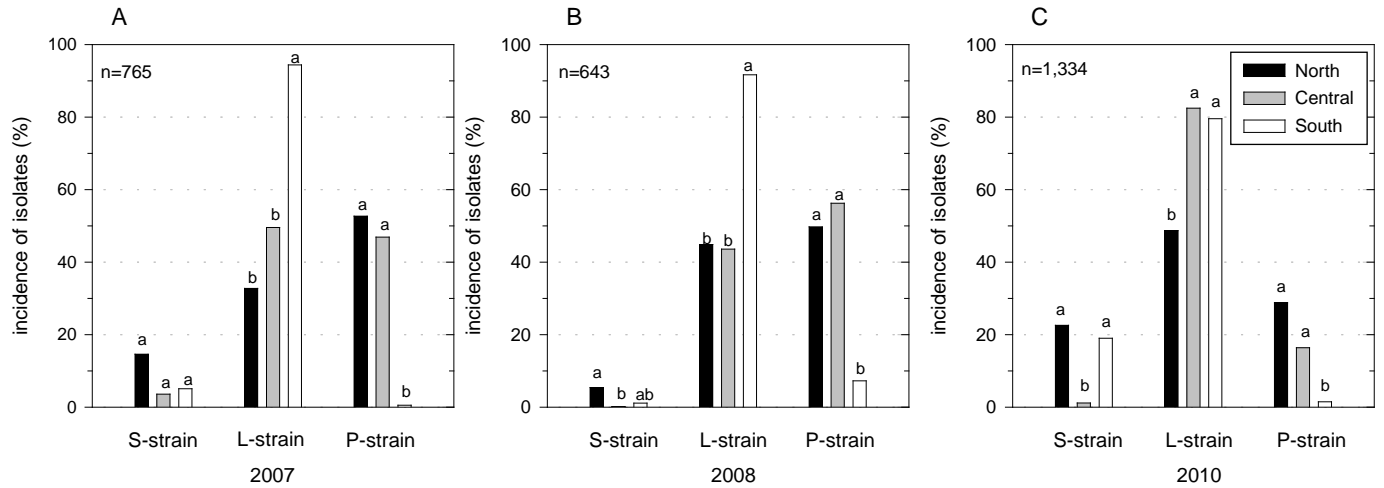 A
incidence of isolates (%)
100
80
60
40
20
0
n=765
a
a
a
b
b
a
a
a
b
S-strain L-strain P-strain
2007
B
incidence of isolates (%)
100
80
60
40
20
0
n=643
a
b
ab
b
b
a
a
a
b
S-strain L-strain P-strain
2008
C
incidence of isolates (%)
100
80
60
40
20
0
n=1,334
North
Central
South
a
b
a
b
a
a
a
a
b
S-strain L-strain P-strain
2010